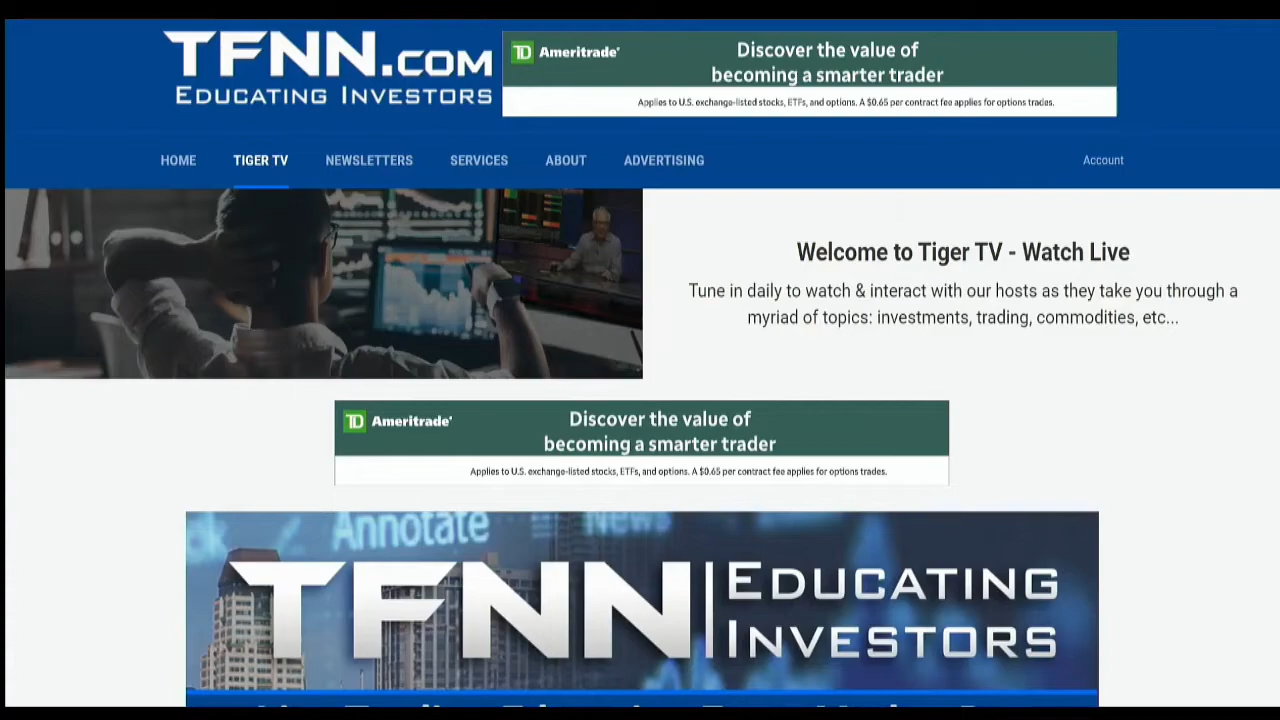 TFNN.COM
EDUCATING INVESTORS
TD Ameritrade
Discover the value of
becoming a smarter trader
Applies to U.S. exchange-listed stocks, ETFs, and options. A $0.65 per contract fee applies for options trades.
HOME TIGER TV NEWSLETTERS SERVICES ABOUT ADVERTISING Account
Welcome to Tiger TV - Watch Live
Tune in daily to watch & interact with our hosts as they take you through a
myriad of topics: investments, trading, commodities, etc...
TD Ameritrade
Discover the value of
becoming a smarter trader
Applies to U.S. exchange-listed stocks, ETFs, and options. A $0.65 per contract fee applies for options trades.
Annotate News
TFNN
EDUCATING
INVESTORS